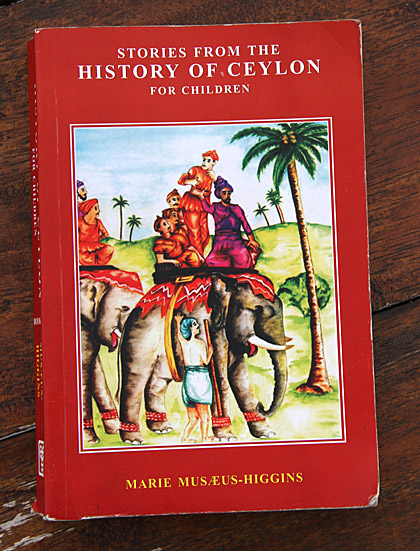 STORIES FROM THE
HISTORY OF CEYLON
FOR CHILDREN
MARIE MUSÆUS-HIGGINS